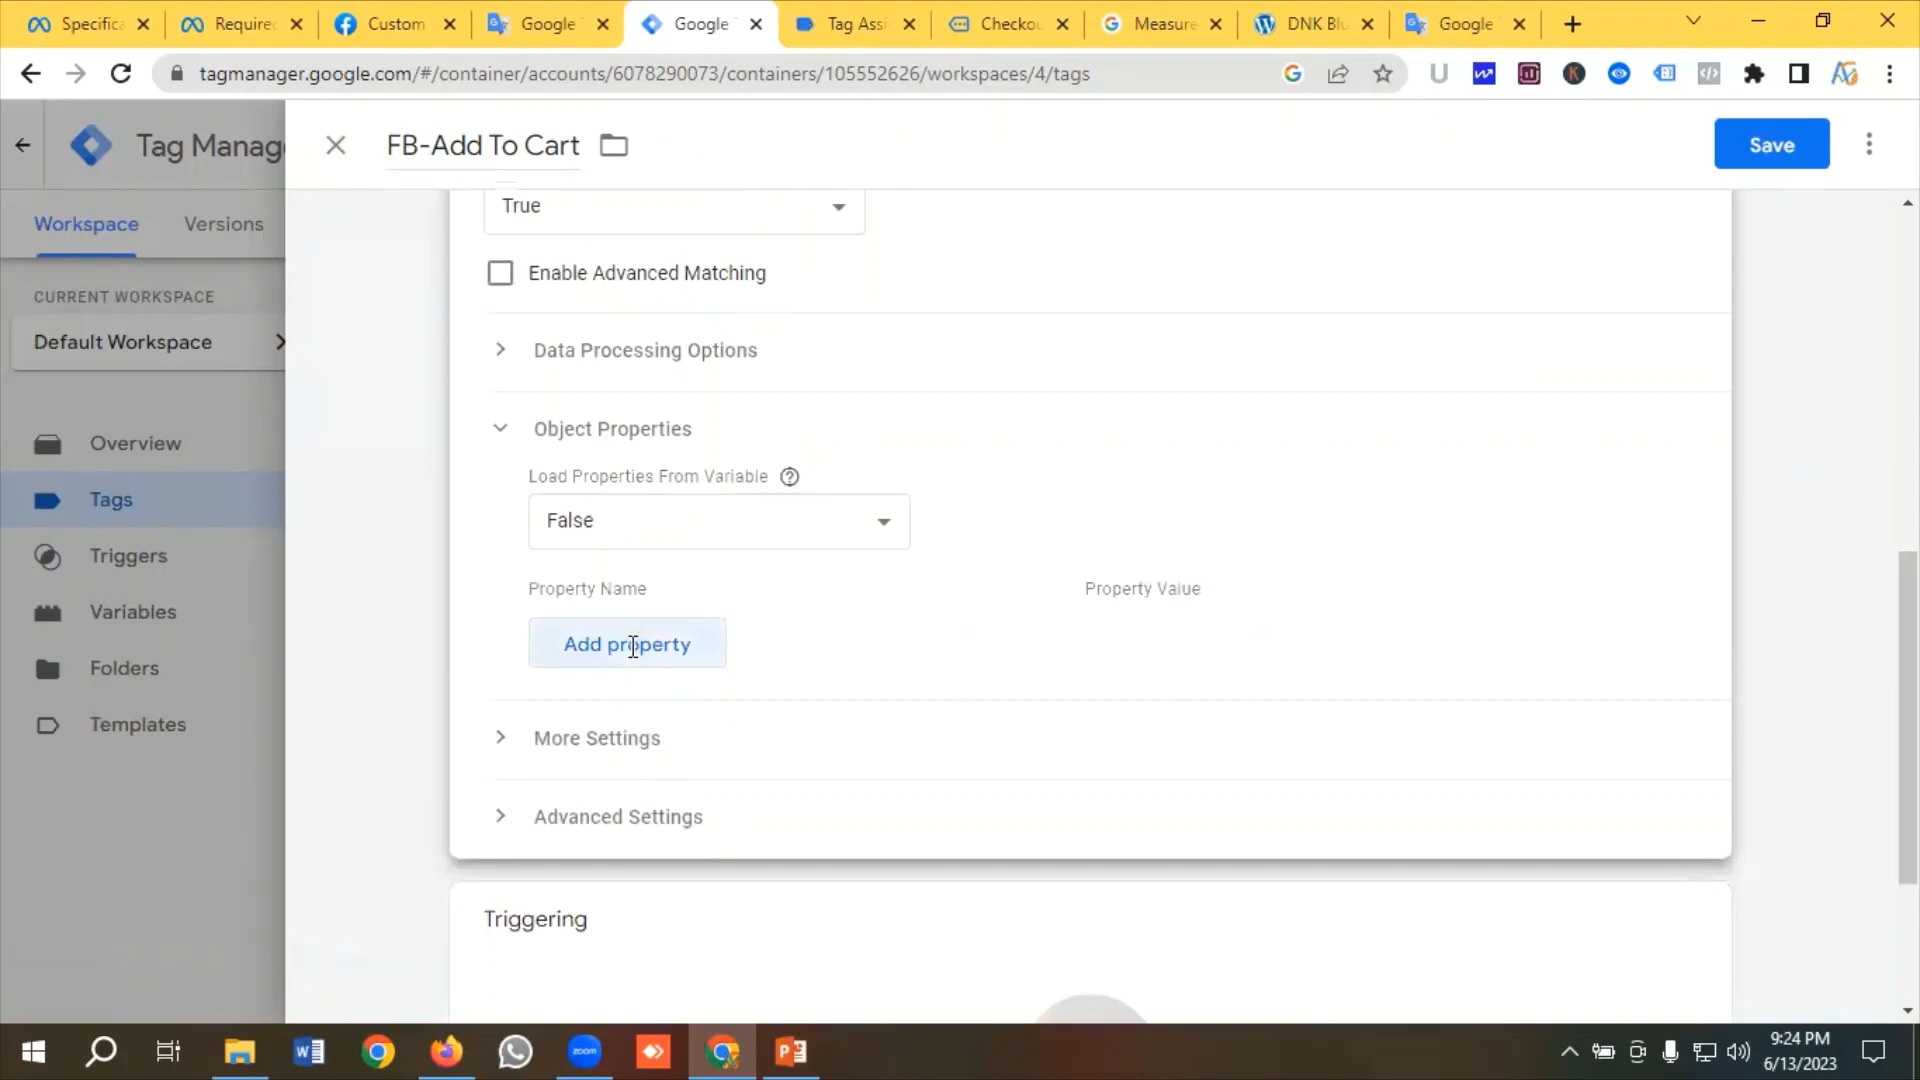 Specifica
Require
Custom
Google
Google
Tag Assi
Checkou
Measure
DNK Blu
Google
tagmanager.google.com/#/container/accounts/6078290073/containers/105552626/workspaces/4/tags
Tag Manag
FB-Add To Cart
Save
Workspace
Versions
True
Enable Advanced Matching
CURRENT WORKSPACE
Default Workspace
Data Processing Options
Object Properties
Overview
Load Properties From Variable
Tags
False
Triggers
Property Name
Property Value
Variables
Add property
Folders
Templates
More Settings
Advanced Settings
Triggering
zoom
9:24 PM
6/13/2023